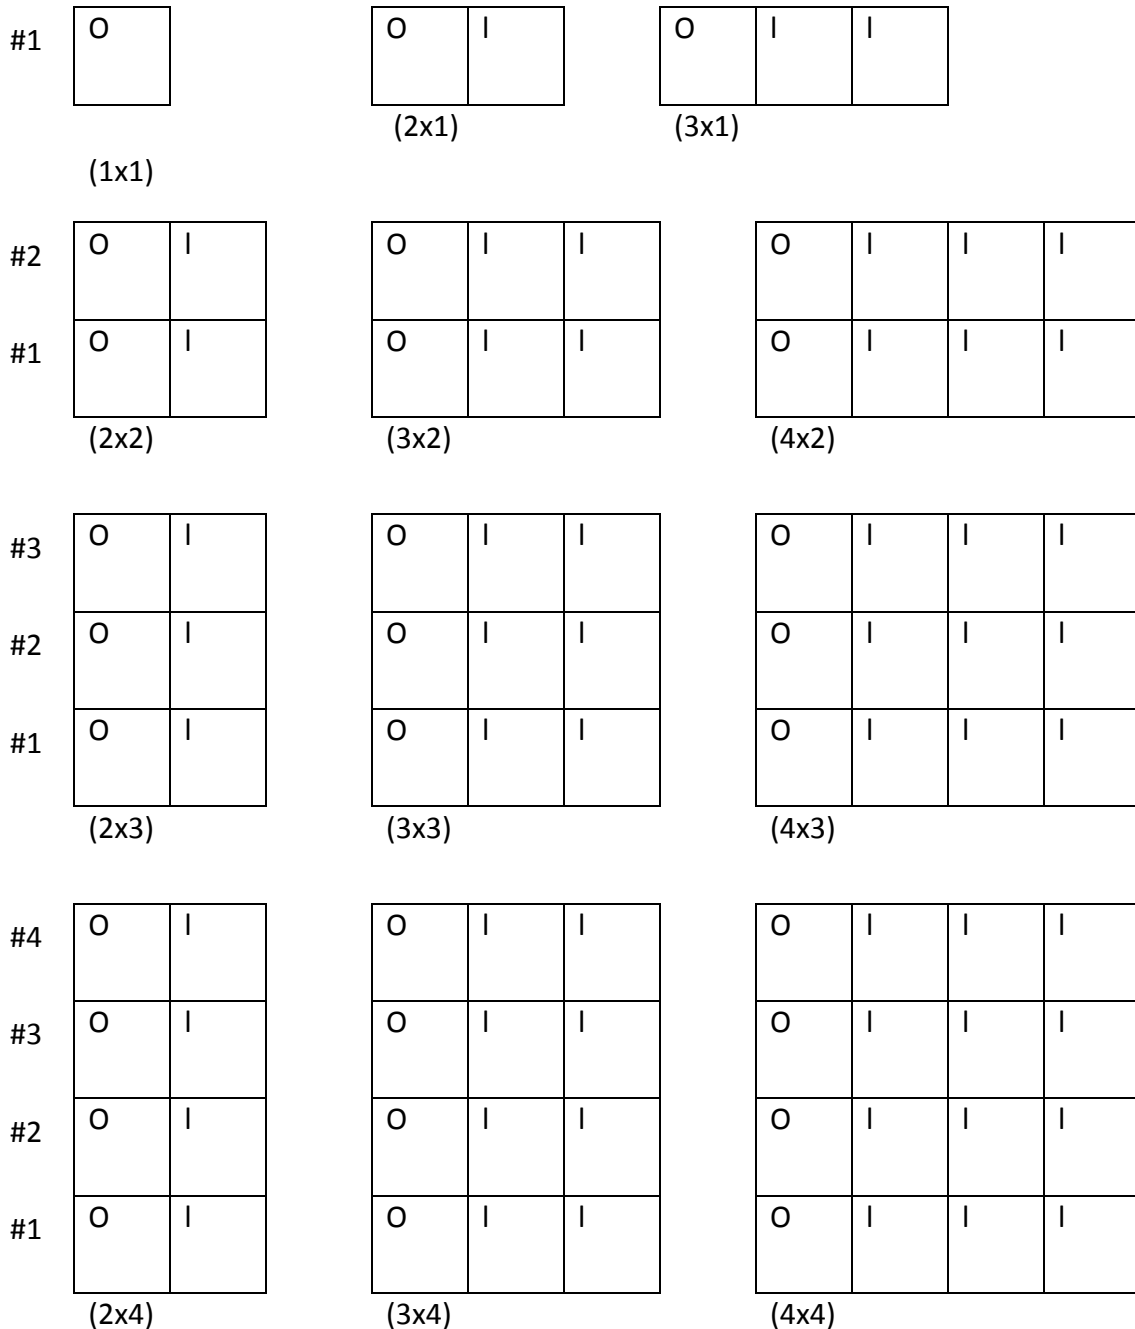 #1 O O I O I I
(2x1) (3x1)
(1x1)
#2 O I O I I O I I I
#1 O I O I I O I I I
(2x2) (3x2) (4x2)
#3 O I O I I O I I I
#2 O I O I I O I I I
#1 O I O I I O I I I
(2x3) (3x3) (4x3)
#4 O I O I I O I I I
#3 O I O I I O I I I
#2 O I O I I O I I I
#1 O I O I I O I I I
(2x4) (3x4) (4x4)